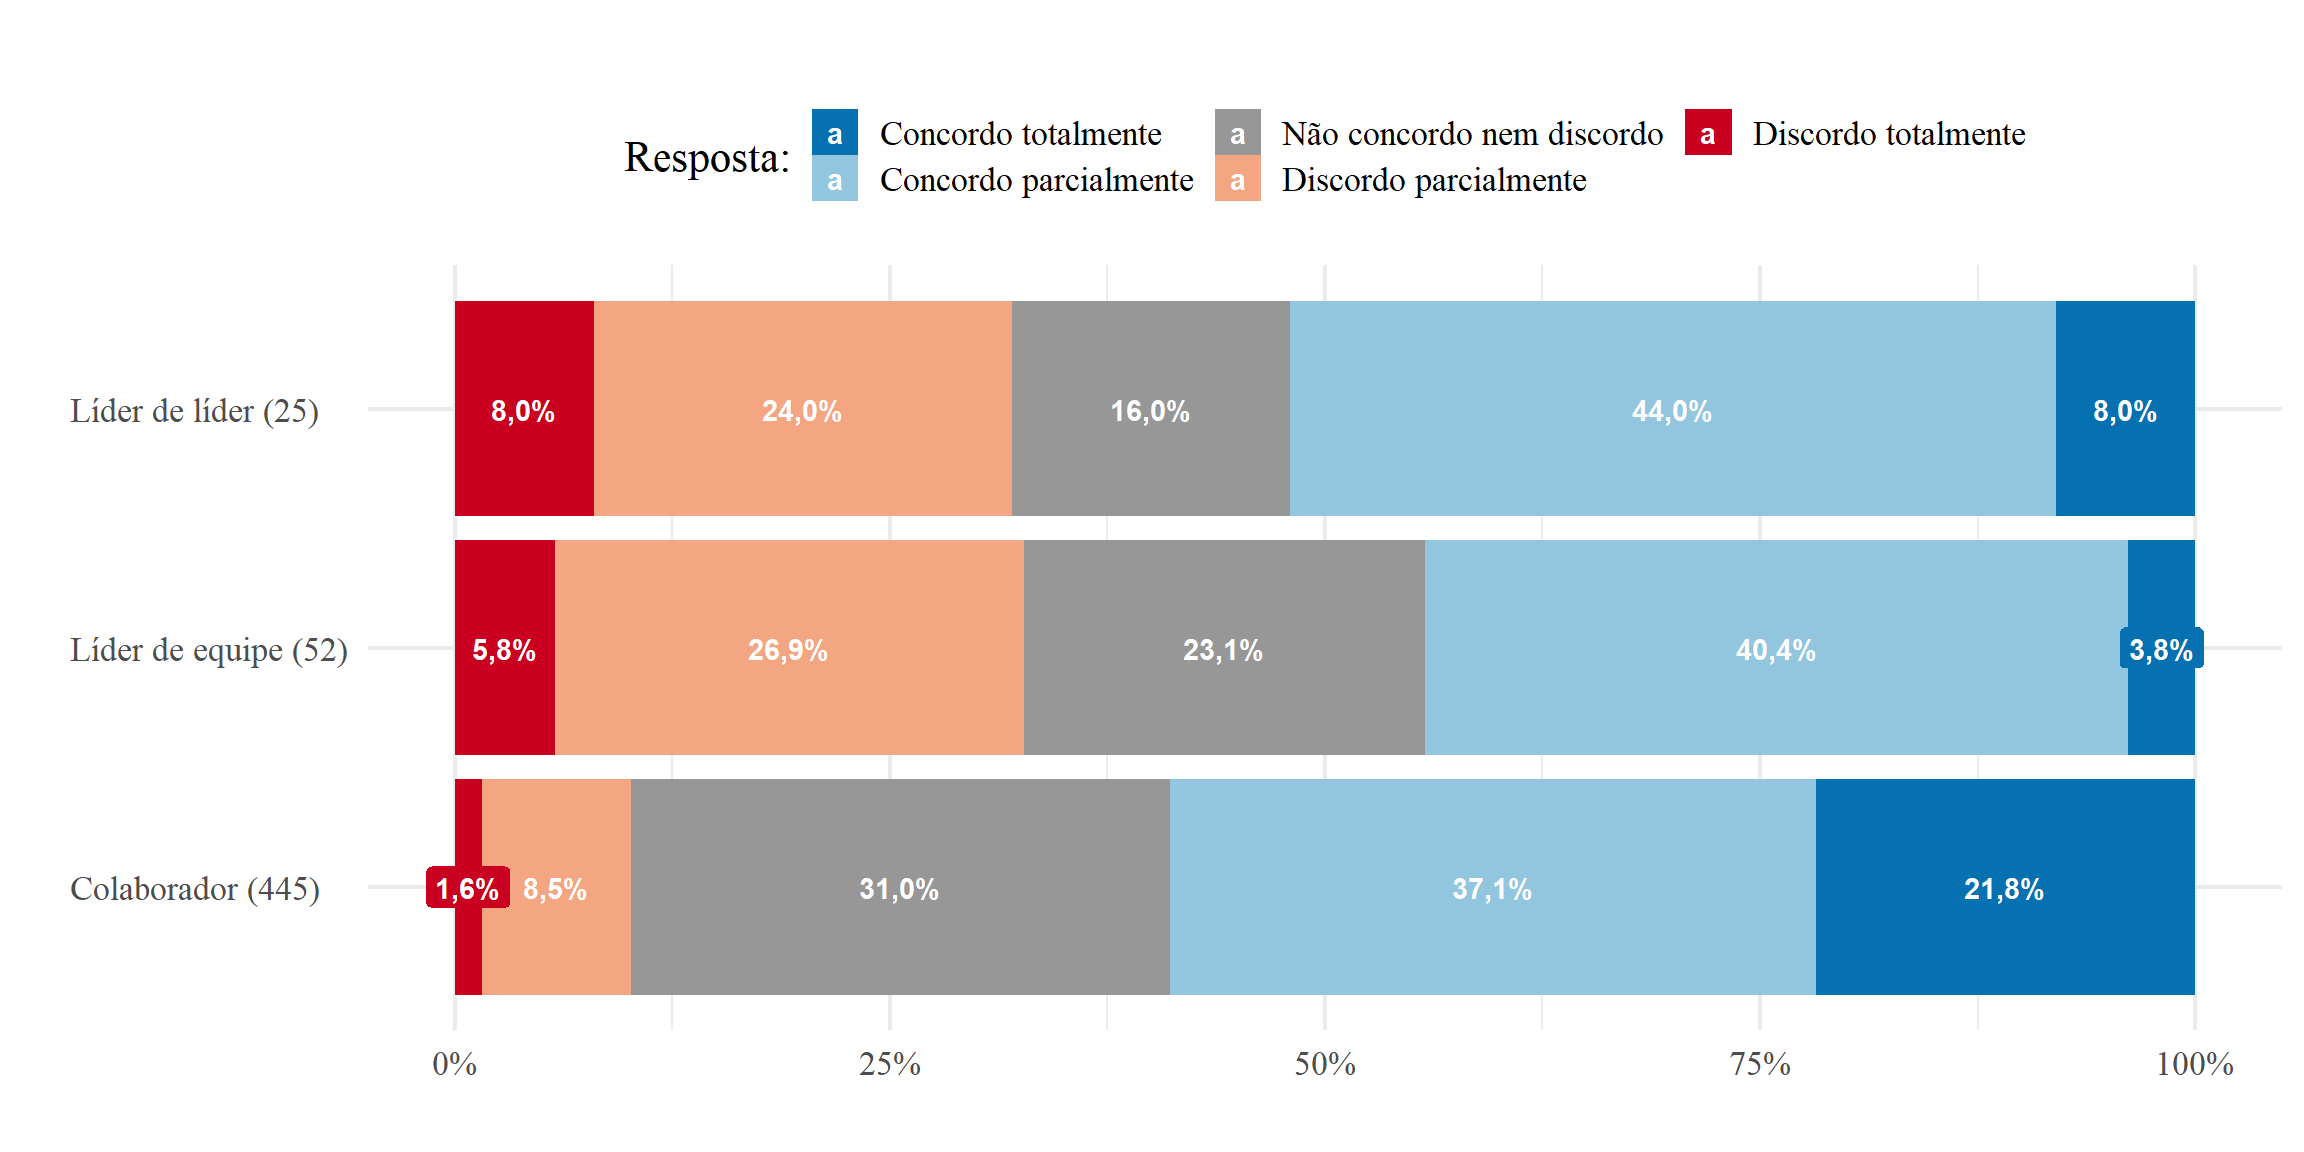 Resposta:
a Concordo totalmente
a Concordo parcialmente
a Não concordo nem discordo
a Discordo parcialmente
a Discordo totalmente
Líder de líder (25)
8,0% 24,0% 16,0% 44,0% 8,0%
Líder de equipe (52)
5,8% 26,9% 23,1% 40,4% 3,8%
Colaborador (445)
1,6% 8,5% 31,0% 37,1% 21,8%
0% 25% 50% 75% 100%